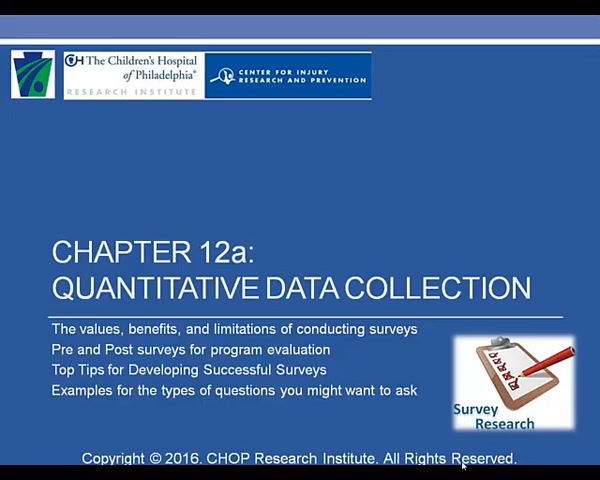 The Children's Hospital
of Philadelphia®
RESEARCH INSTITUTE
CENTER FOR INJURY
RESEARCH AND PREVENTION
CHAPTER 12a:
QUANTITATIVE DATA COLLECTION
The values, benefits, and limitations of conducting surveys
Pre and Post surveys for program evaluation
Top Tips for Developing Successful Surveys
Examples for the types of questions you might want to ask
Survey
Research
Copyright © 2016. CHOP Research Institute. All Rights Reserved.